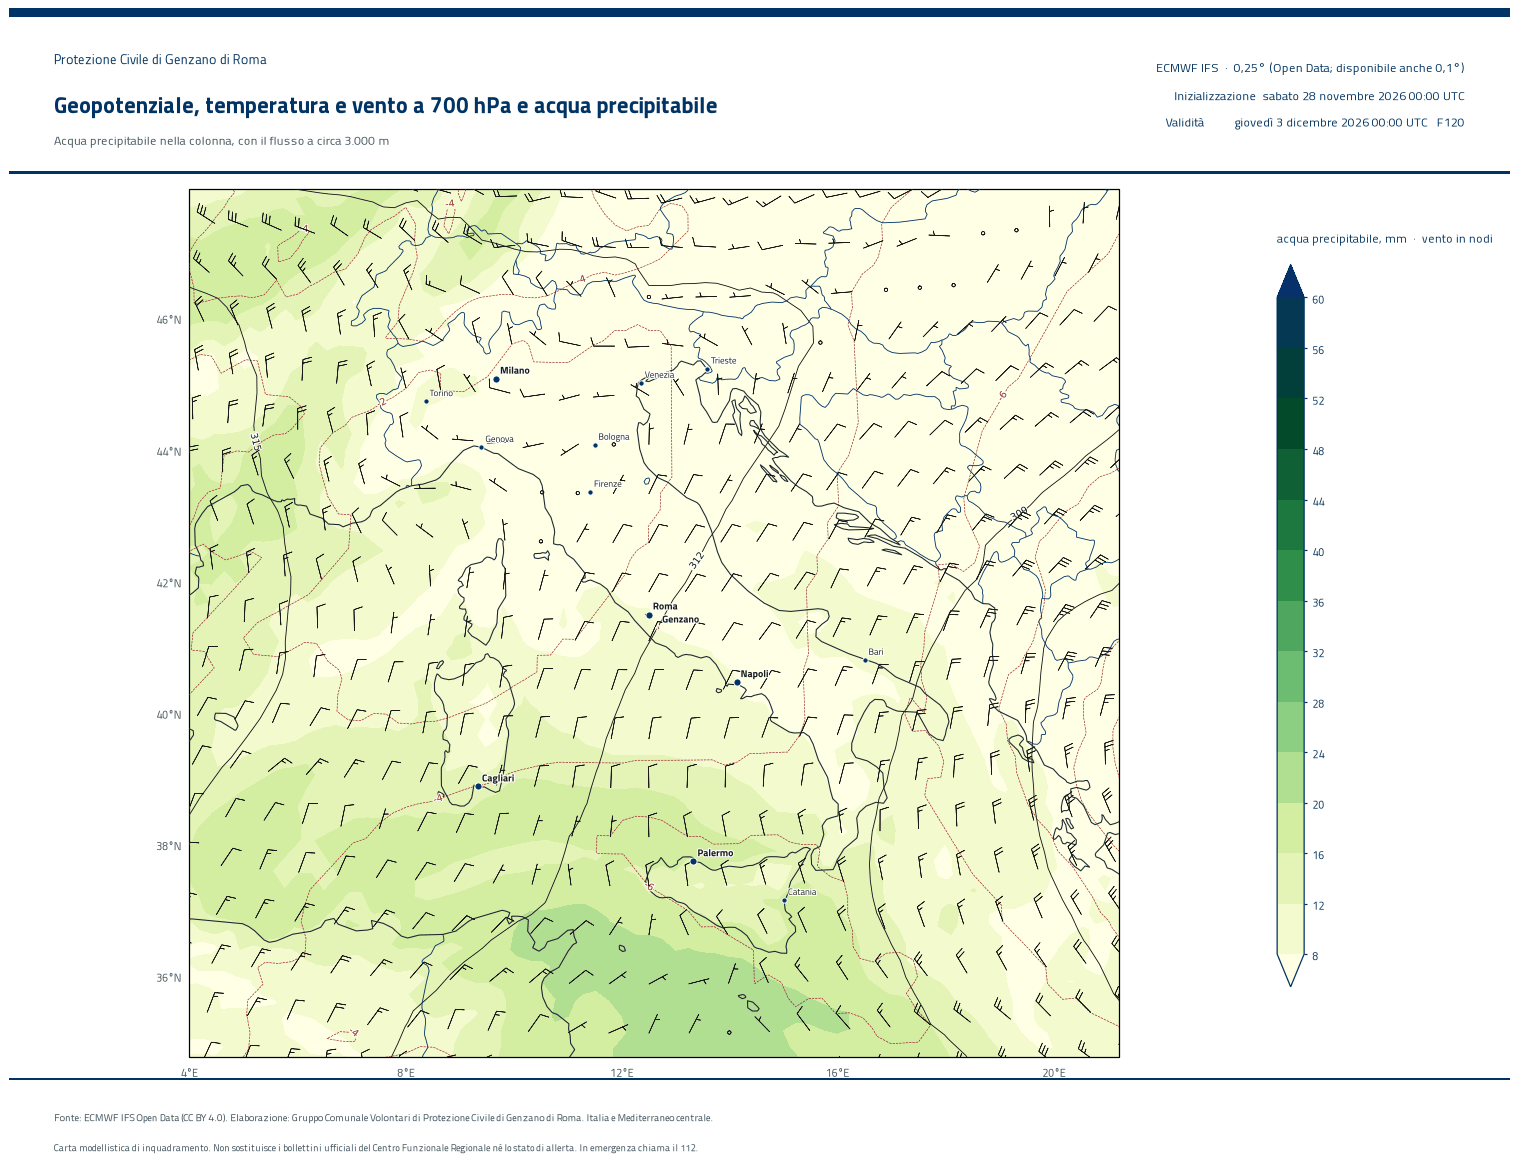 Protezione Civile di Genzano di Roma
Geopotenziale, temperatura e vento a 700 hPa e acqua precipitabile
Acqua precipitabile nella colonna, con il flusso a circa 3.000 m
ECMWF IFS · 0,25° (Open Data; disponibile anche 0,1°)
Inizializzazione sabato 28 novembre 2026 00:00 UTC
Validità giovedì 3 dicembre 2026 00:00 UTC F120
acqua precipitabile, mm · vento in nodi
60
56
52
48
44
40
36
32
28
24
20
16
12
8
46°N
44°N
42°N
40°N
38°N
36°N
4°E
8°E
12°E
16°E
20°E
Milano
Torino
Venezia
Trieste
Genova
Bologna
Firenze
Roma
Genzano
Napoli
Bari
Cagliari
Palermo
Catania
315
312
309
-4
-4
-4
-2
-6
-4
-6
-4
Fonte: ECMWF IFS Open Data (CC BY 4.0). Elaborazione: Gruppo Comunale Volontari di Protezione Civile di Genzano di Roma. Italia e Mediterraneo centrale.
Carta modellistica di inquadramento. Non sostituisce i bollettini ufficiali del Centro Funzionale Regionale né lo stato di allerta. In emergenza chiama il 112.